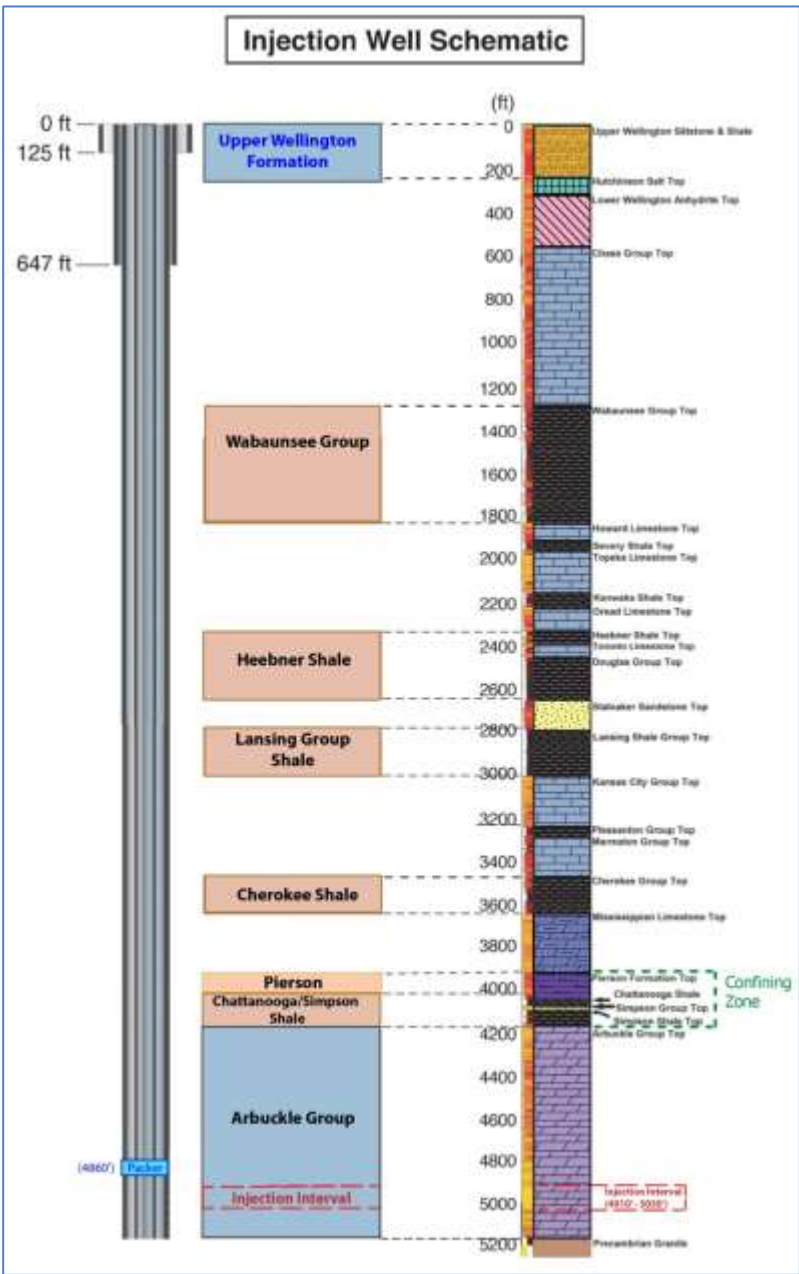 Injection Well Schematic
(ft)
0 ft
125 ft
647 ft
(4860')
Packer
Upper Wellington
Formation
Wabaunsee Group
Heebner Shale
Lansing Group
Shale
Cherokee Shale
Pierson
Chattanooga/Simpson
Shale
Arbuckle Group
Injection Interval
0
200
400
600
800
1000
1200
1400
1600
1800
2000
2200
2400
2600
2800
3000
3200
3400
3600
3800
4000
4200
4400
4600
4800
5000
5200
Upper Wellington Siltstone & Shale
Hutchinson Salt Top
Lower Wellington Anhydrite Top
Chase Group Top
Wabaunsee Group Top
Howard Limestone Top
Severy Shale Top
Topeka Limestone Top
Kanwaka Shale Top
Oread Limestone Top
Heebner Shale Top
Toronto Limestone Top
Douglas Group Top
Stalnaker Sandstone Top
Lansing Shale Group Top
Kansas City Group Top
Pleasanton Group Top
Marmaton Group Top
Cherokee Group Top
Mississippian Limestone Top
Pierson Formation Top
Chattanooga Shale
Simpson Group Top
Simpson Shale Top
Arbuckle Group Top
Confining
Zone
Injection Interval
Precambrian Granite